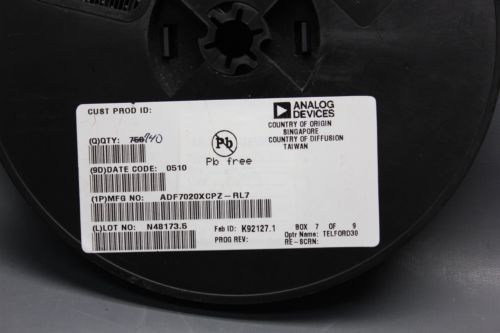 CUST PROD ID:
ANALOG
DEVICES
COUNTRY OF ORIGIN
SINGAPORE
COUNTRY OF DIFFUSION
TAIWAN
(Q)QTY: 750 740
Pb
Pb free
(9D)DATE CODE: 0510
(1P)MFG NO: ADF7020XCPZ-RL7
(L)LOT NO: N48173.5
Fab ID: K92127.1
BOX 7 OF 9
Optr Name: TELFORD30
PROG REV:
RE-SCRN: